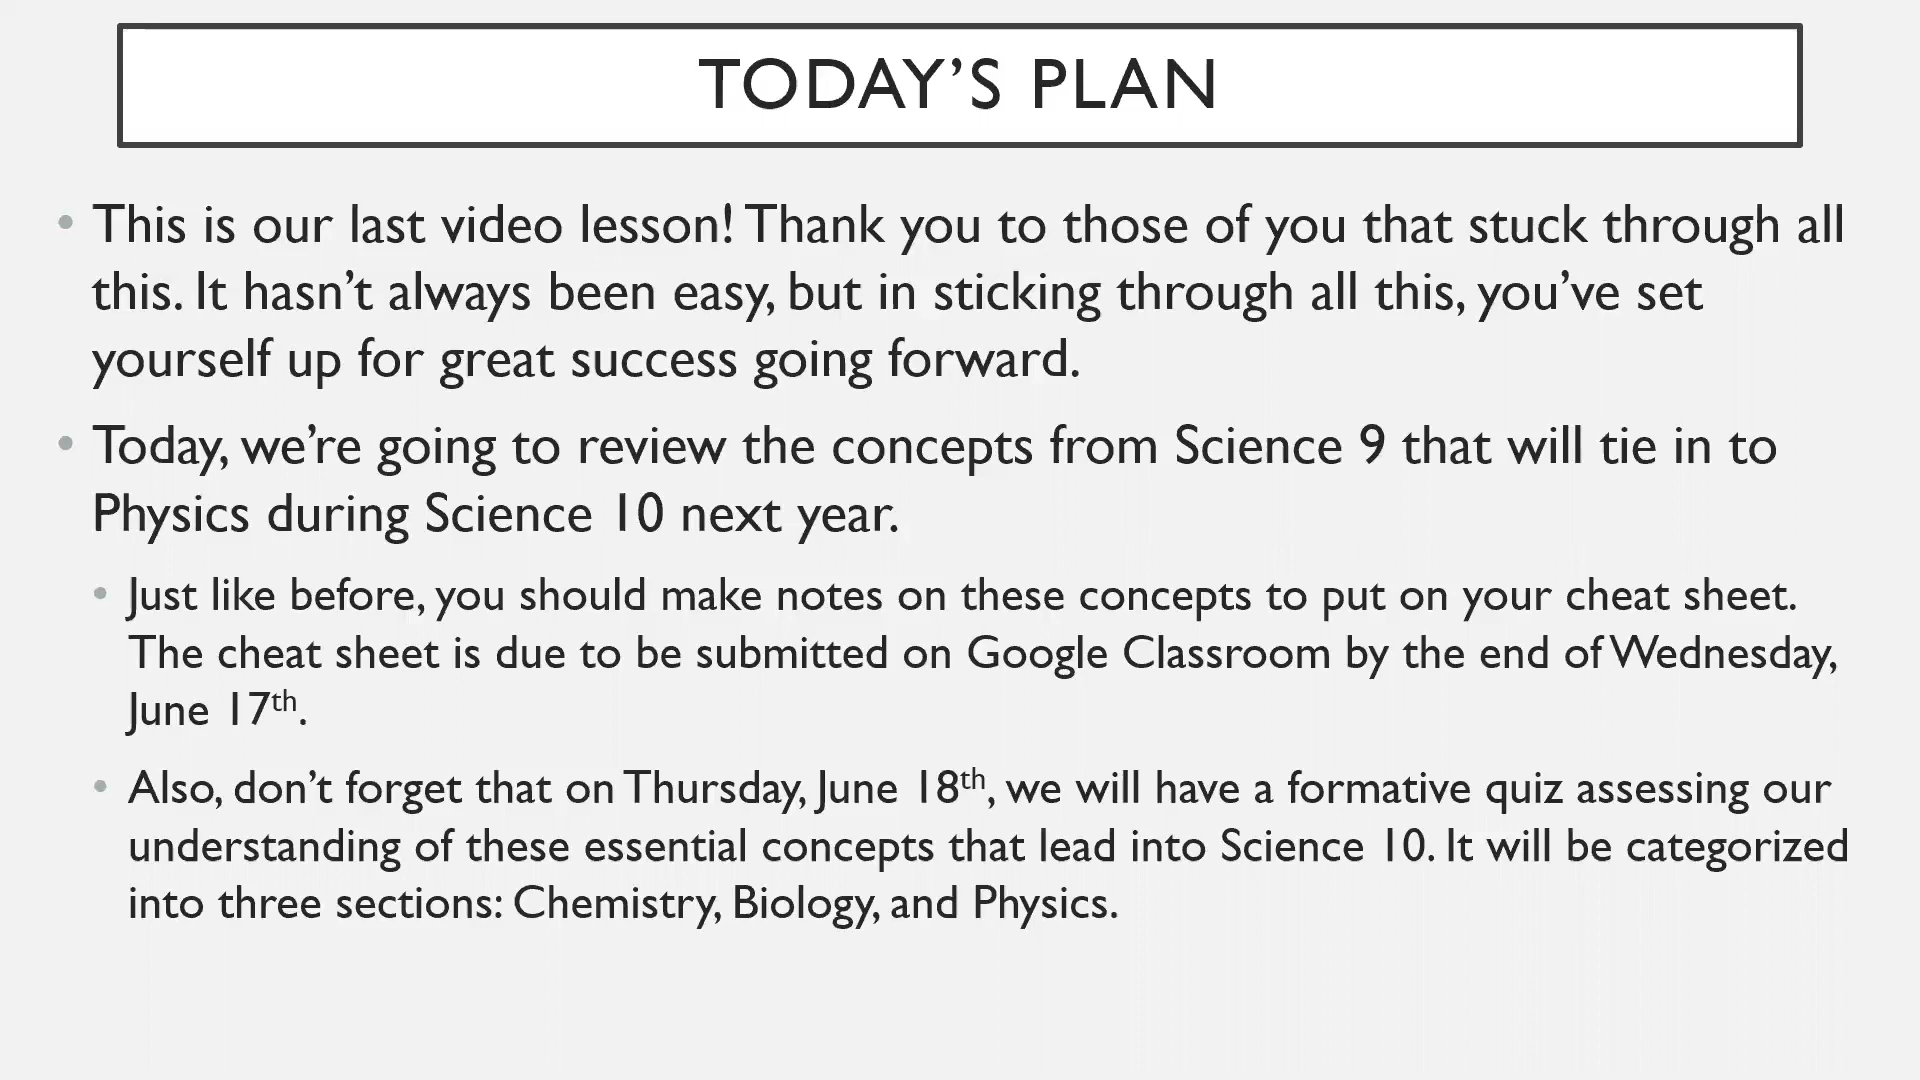 TODAY’S PLAN
• This is our last video lesson! Thank you to those of you that stuck through all
this. It hasn’t always been easy, but in sticking through all this, you’ve set
yourself up for great success going forward.
• Today, we’re going to review the concepts from Science 9 that will tie in to
Physics during Science 10 next year.
• Just like before, you should make notes on these concepts to put on your cheat sheet.
The cheat sheet is due to be submitted on Google Classroom by the end of Wednesday,
June 17th.
• Also, don’t forget that on Thursday, June 18th, we will have a formative quiz assessing our
understanding of these essential concepts that lead into Science 10. It will be categorized
into three sections: Chemistry, Biology, and Physics.